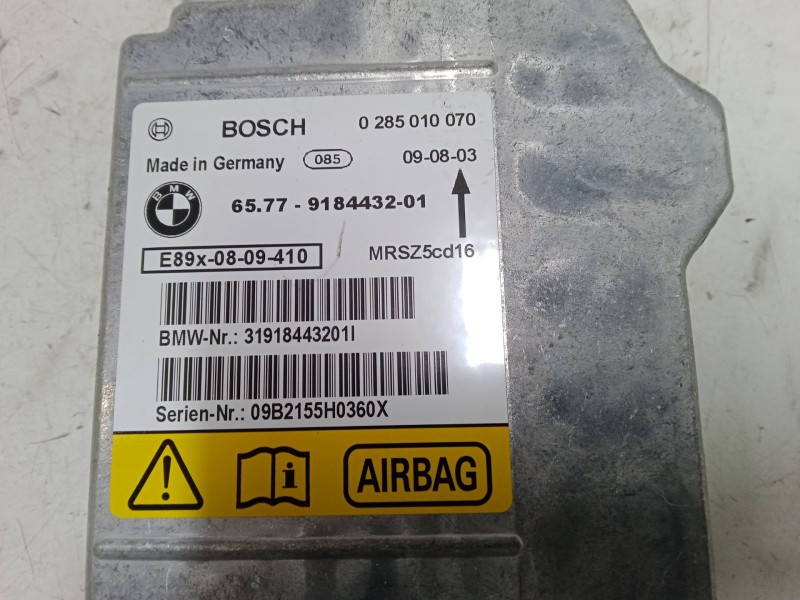 BOSCH 0 285 010 070
Made in Germany 085 09-08-03
BMW 65.77 - 9184432-01
E89x-08-09-410 MRSZ5cd16
BMW-Nr.: 31918443201I
Serien-Nr.: 09B2155H0360X
AIRBAG